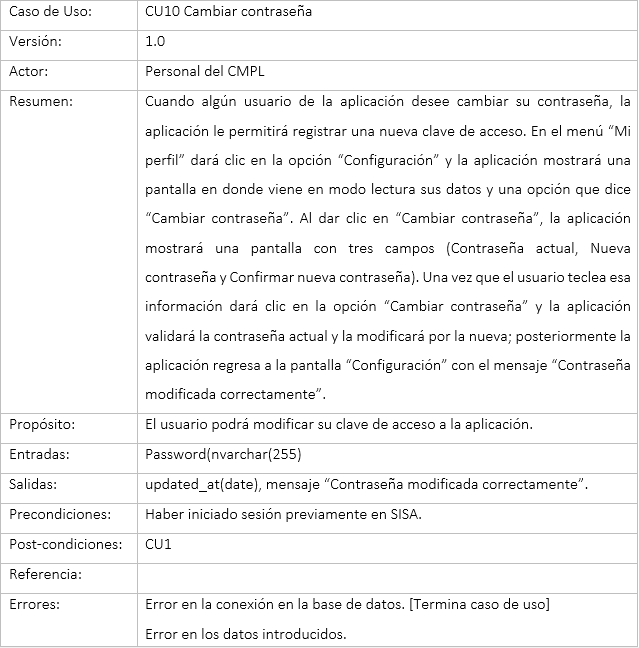 Caso de Uso: CU10 Cambiar contraseña
Versión: 1.0
Actor: Personal del CMPL
Resumen: Cuando algún usuario de la aplicación desee cambiar su contraseña, la
aplicación le permitirá registrar una nueva clave de acceso. En el menú “Mi
perfil” dará clic en la opción “Configuración” y la aplicación mostrará una
pantalla en donde viene en modo lectura sus datos y una opción que dice
“Cambiar contraseña”. Al dar clic en “Cambiar contraseña”, la aplicación
mostrará una pantalla con tres campos (Contraseña actual, Nueva
contraseña y Confirmar nueva contraseña). Una vez que el usuario teclea esa
información dará clic en la opción “Cambiar contraseña” y la aplicación
validará la contraseña actual y la modificará por la nueva; posteriormente la
aplicación regresa a la pantalla “Configuración” con el mensaje “Contraseña
modificada correctamente”.
Propósito: El usuario podrá modificar su clave de acceso a la aplicación.
Entradas: Password(nvarchar(255)
Salidas: updated_at(date), mensaje “Contraseña modificada correctamente”.
Precondiciones: Haber iniciado sesión previamente en SISA.
Post-condiciones: CU1
Referencia:
Errores: Error en la conexión en la base de datos. [Termina caso de uso]
Error en los datos introducidos.